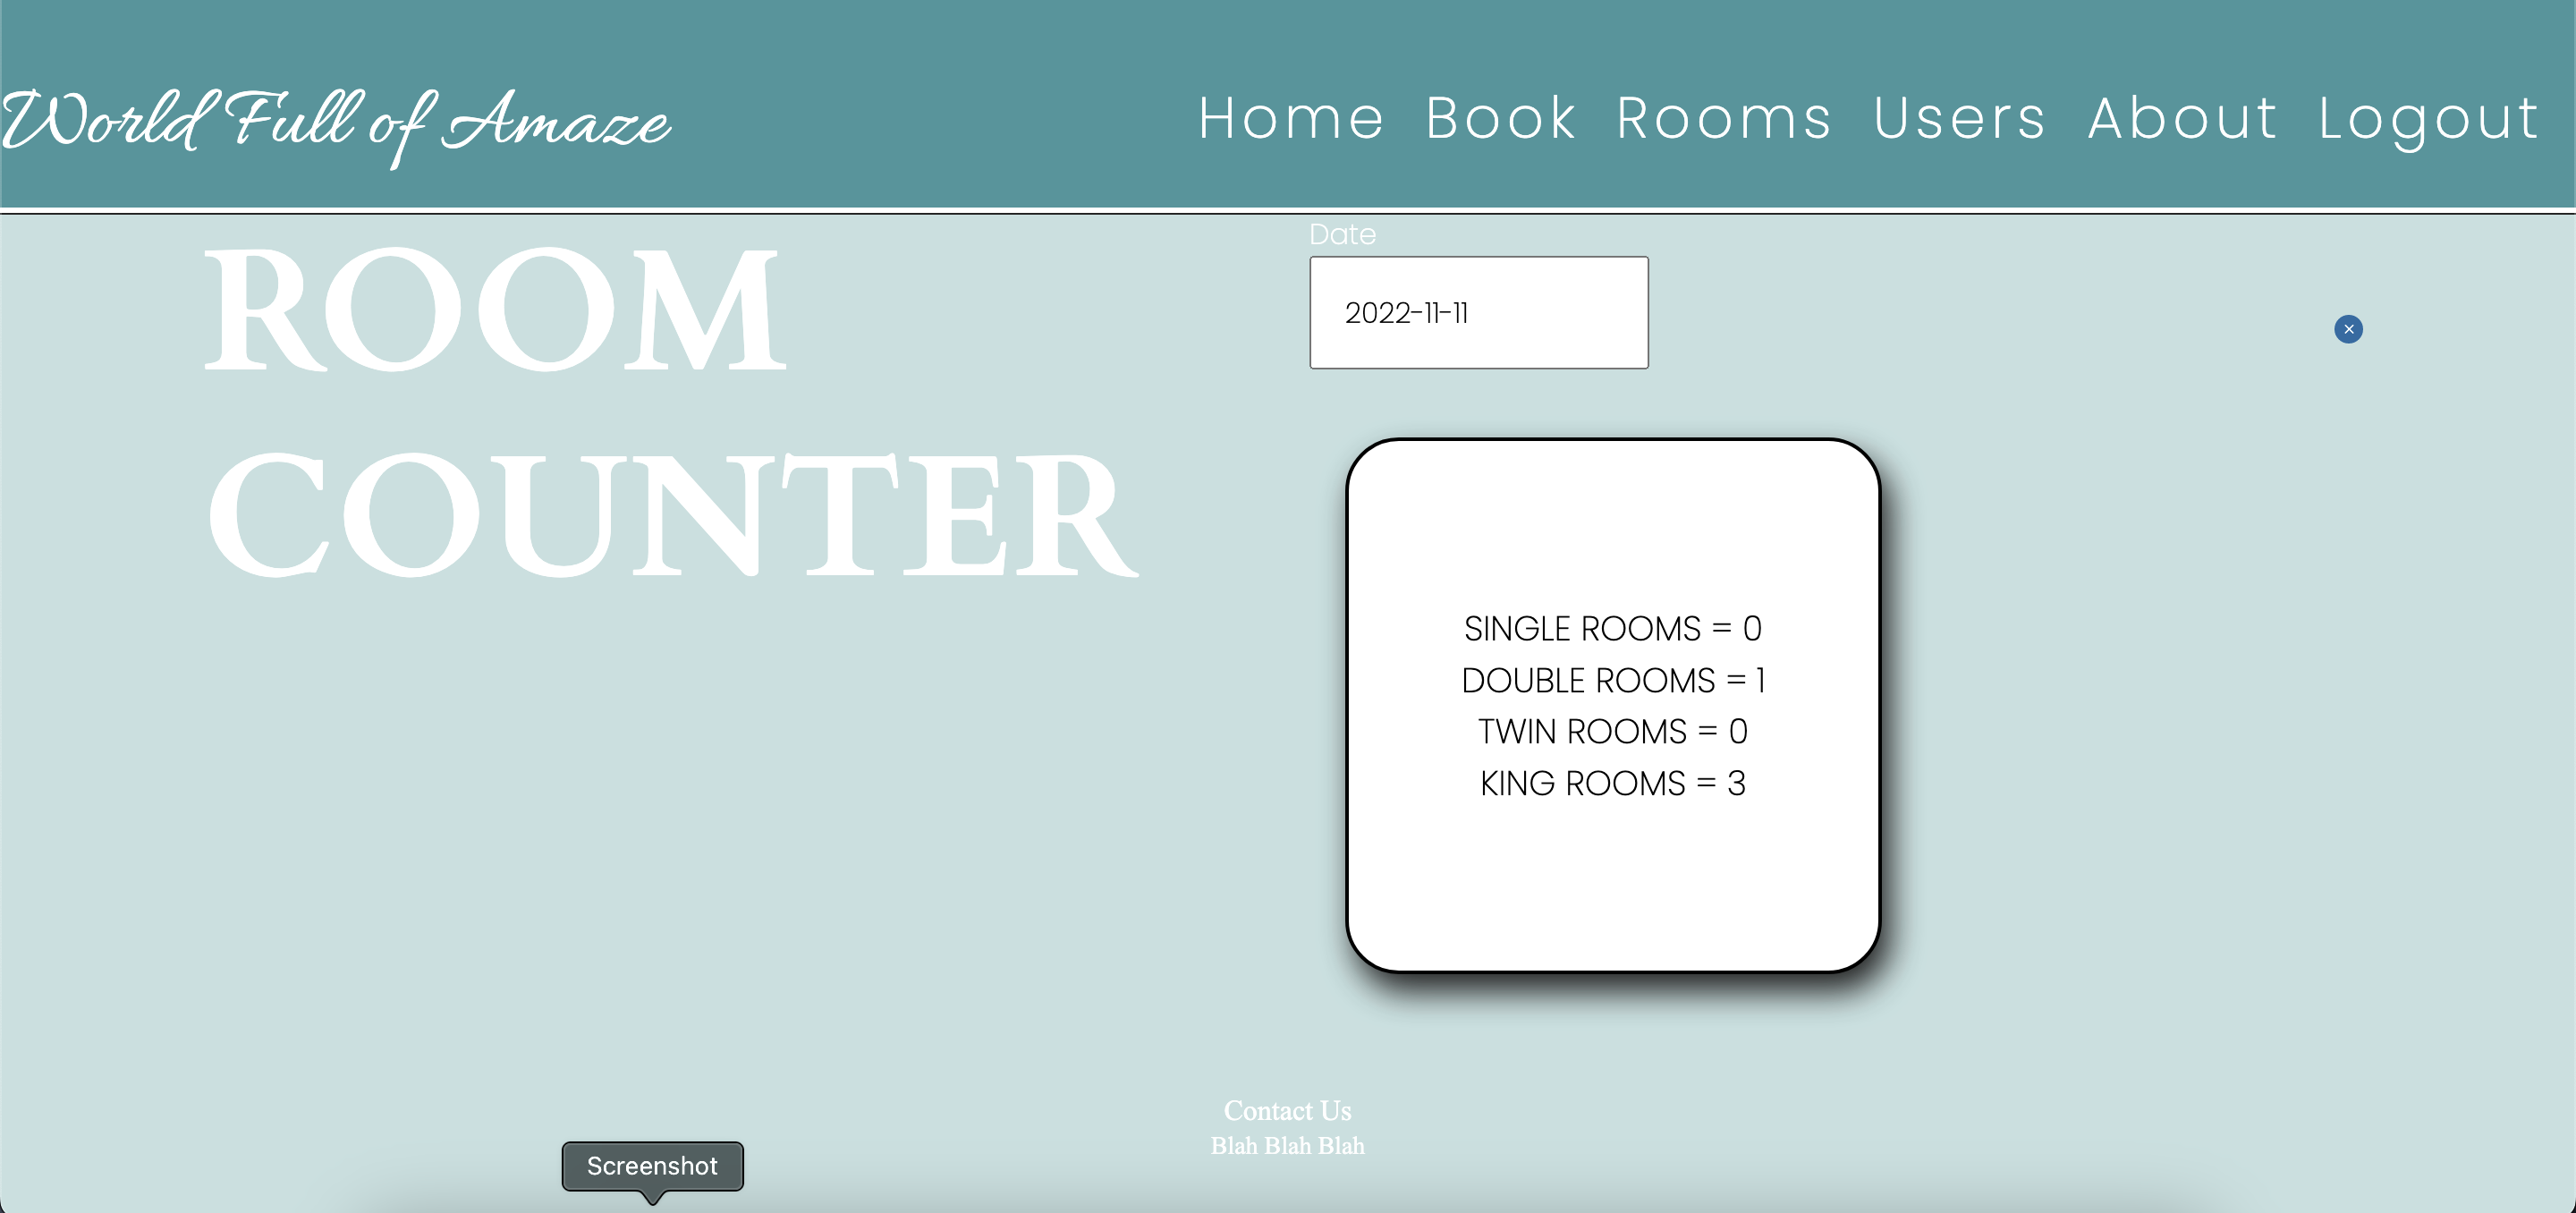 World Full of Amaze
Home Book Rooms Users About Logout
ROOM
COUNTER
Date
2022-11-11
SINGLE ROOMS = 0
DOUBLE ROOMS = 1
TWIN ROOMS = 0
KING ROOMS = 3
Contact Us
Blah Blah Blah
Screenshot